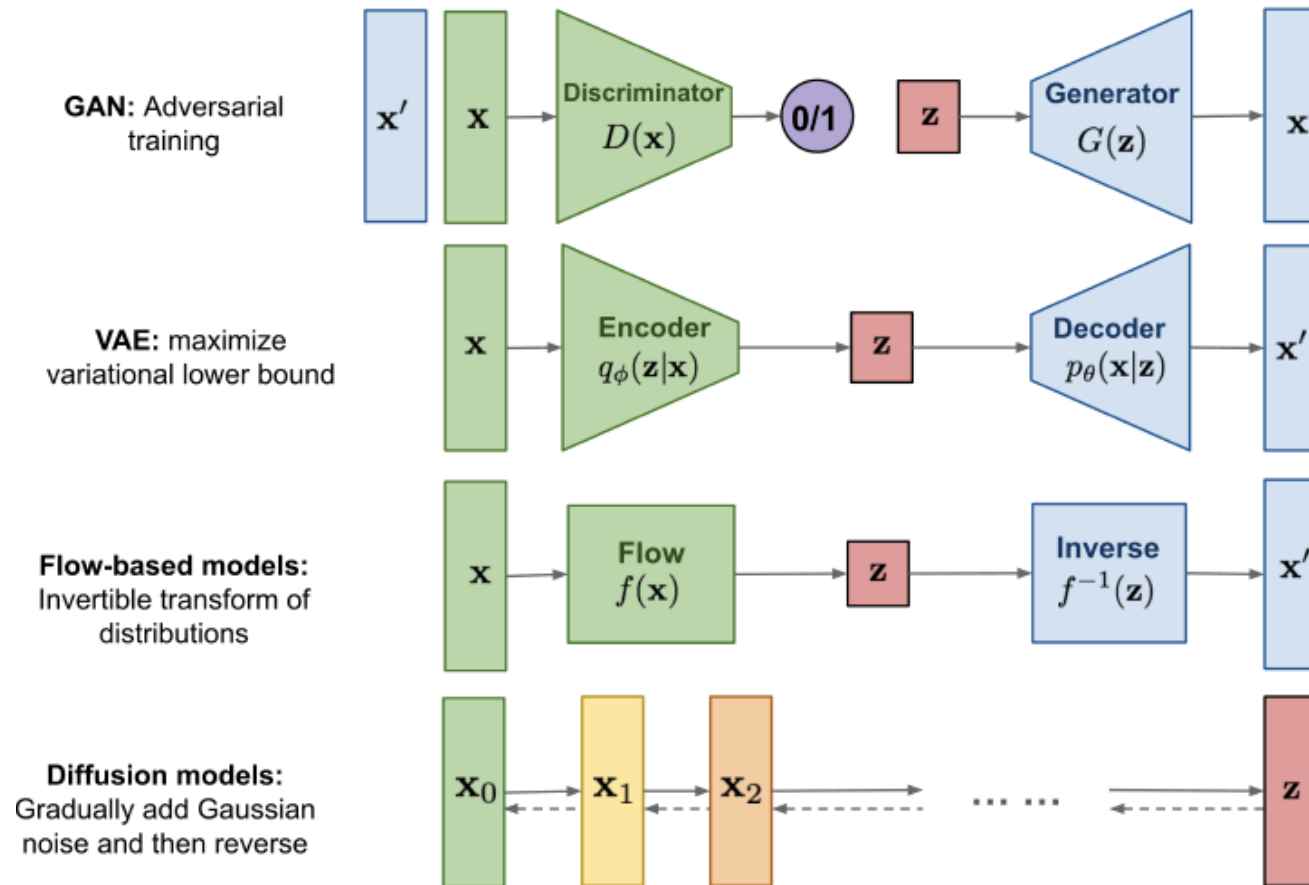 GAN: Adversarial
training
x′
x
Discriminator
D(x)
0/1
z
Generator
G(z)
x
VAE: maximize
variational lower bound
x
Encoder
qϕ(z|x)
z
Decoder
pθ(x|z)
x′
Flow-based models:
Invertible transform of
distributions
x
Flow
f(x)
z
Inverse
f⁻¹(z)
x′
Diffusion models:
Gradually add Gaussian
noise and then reverse
x₀
x₁
x₂
... ...
z